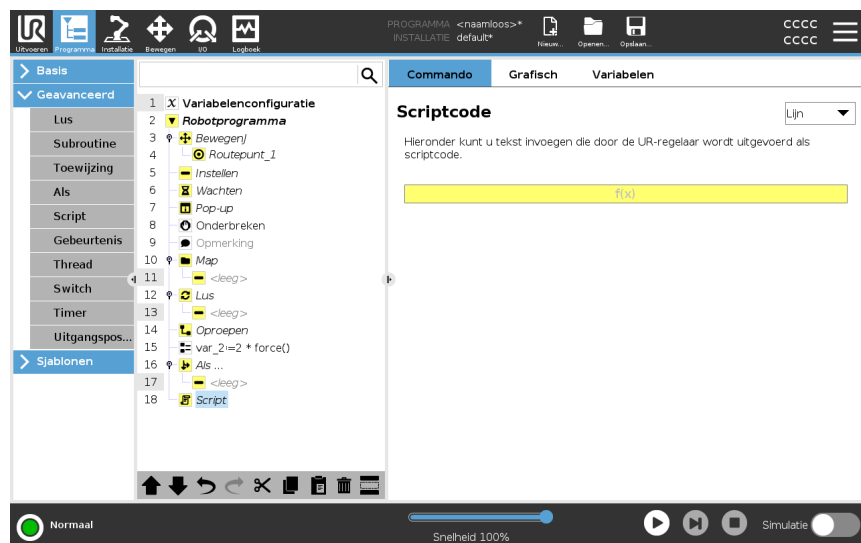 UR
PROGRAMMA <naamloos>*
INSTALLATIE default*
CCCC
CCCC
Uitvoeren Programma Installatie Bewegen I/O Logboek Nieuw... Openen... Opslaan...
Basis
Geavanceerd
Lus
Subroutine
Toewijzing
Als
Script
Gebeurtenis
Thread
Switch
Timer
Uitgangspos...
Sjablonen
1 X Variabelenconfiguratie
2 Robotprogramma
3 BewegenJ
4 Routepunt_1
5 Instellen
6 Wachten
7 Pop-up
8 Onderbreken
9 Opmerking
10 Map
11 <leeg>
12 Lus
13 <leeg>
14 Oproepen
15 var_2:=2 * force()
16 Als ...
17 <leeg>
18 Script
Commando Grafisch Variabelen
Scriptcode
Lijn
Hieronder kunt u tekst invoegen die door de UR-regelaar wordt uitgevoerd als
scriptcode.
f(x)
Normaal
Snelheid 100%
Simulatie